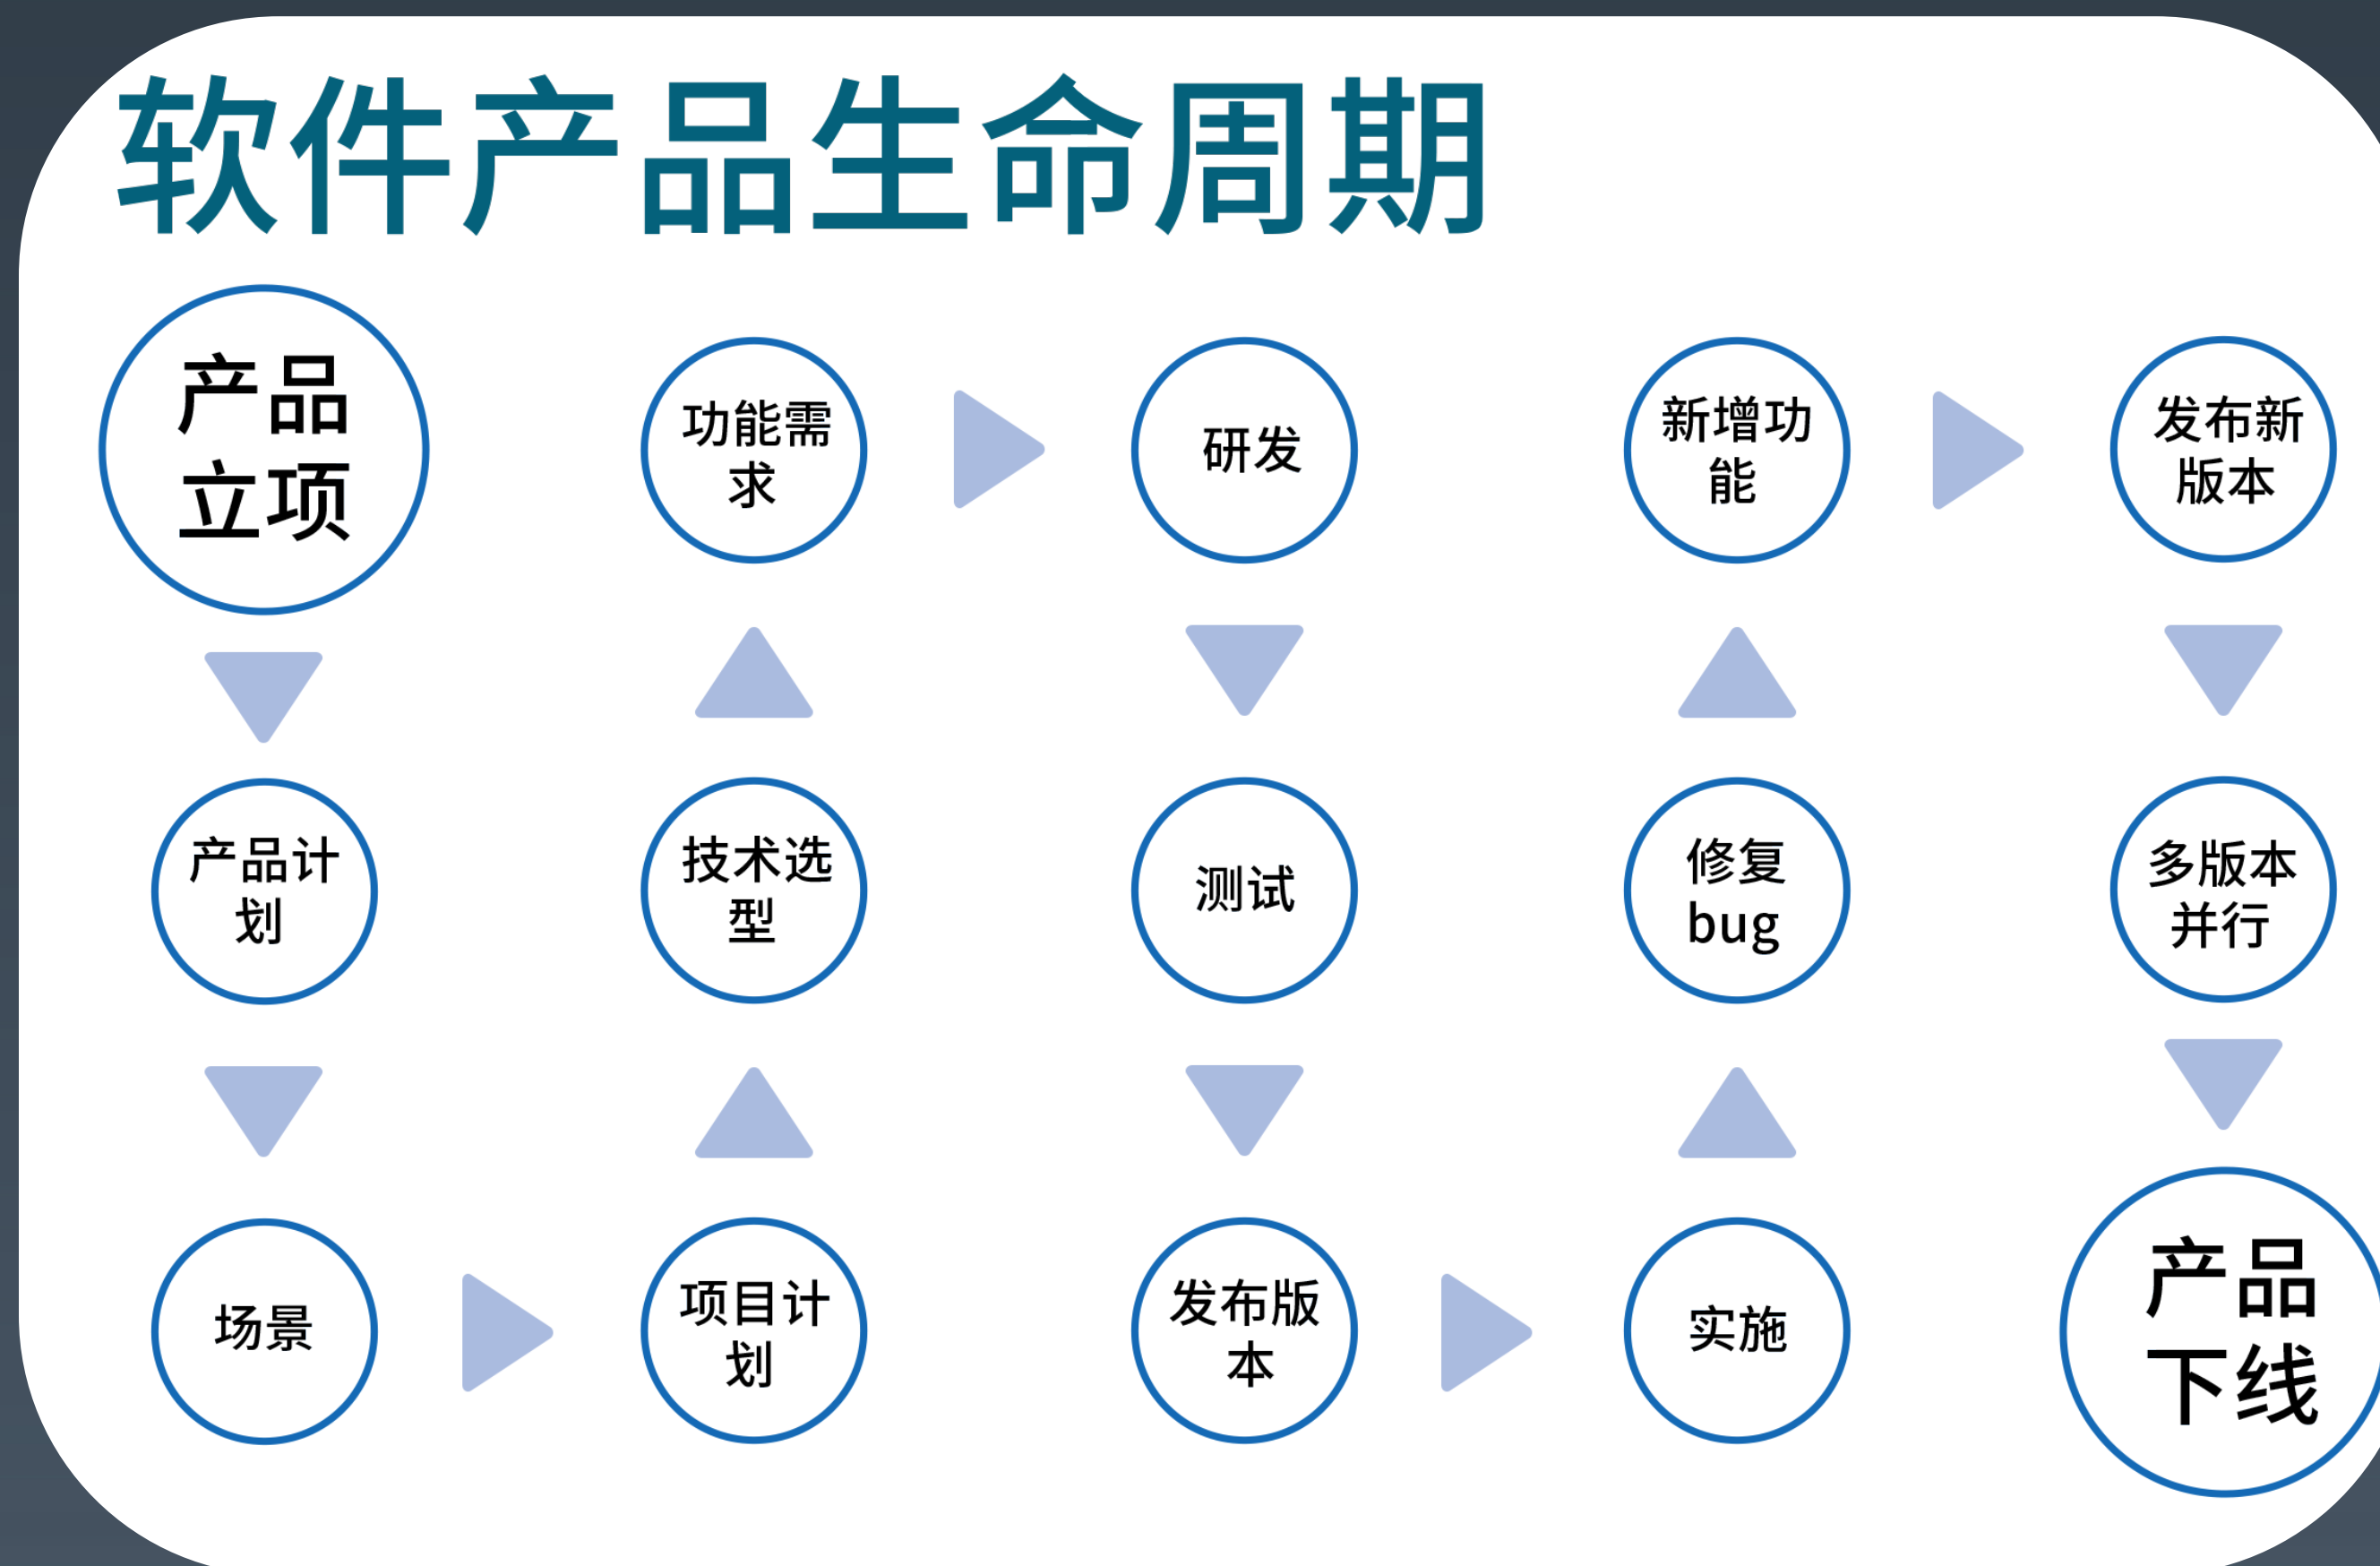 软件产品生命周期
产品
立项
产品计
划
场景
项目计
划
技术选
型
功能需
求
研发
测试
发布版
本
实施
修复
bug
新增功
能
发布新
版本
多版本
并行
产品
下线